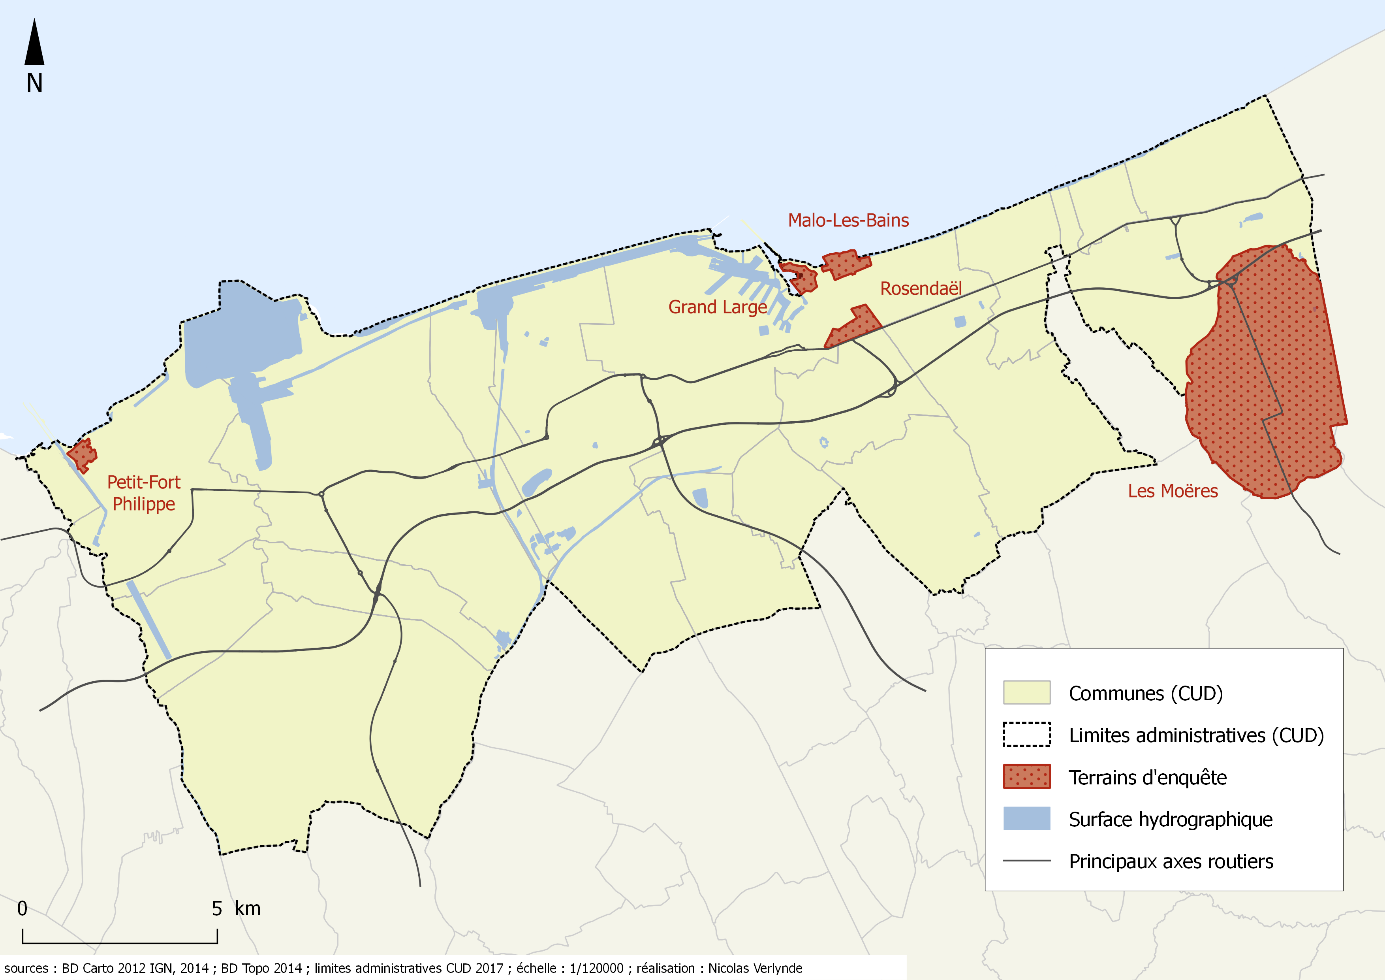 N
Malo-Les-Bains
Rosendaël
Grand Large
Petit-Fort
Philippe
Les Moëres
Communes (CUD)
Limites administratives (CUD)
Terrains d'enquête
Surface hydrographique
Principaux axes routiers
0 5 km
sources : BD Carto 2012 IGN, 2014 ; BD Topo 2014 ; limites administratives CUD 2017 ; échelle : 1/120000 ; réalisation : Nicolas Verlynde